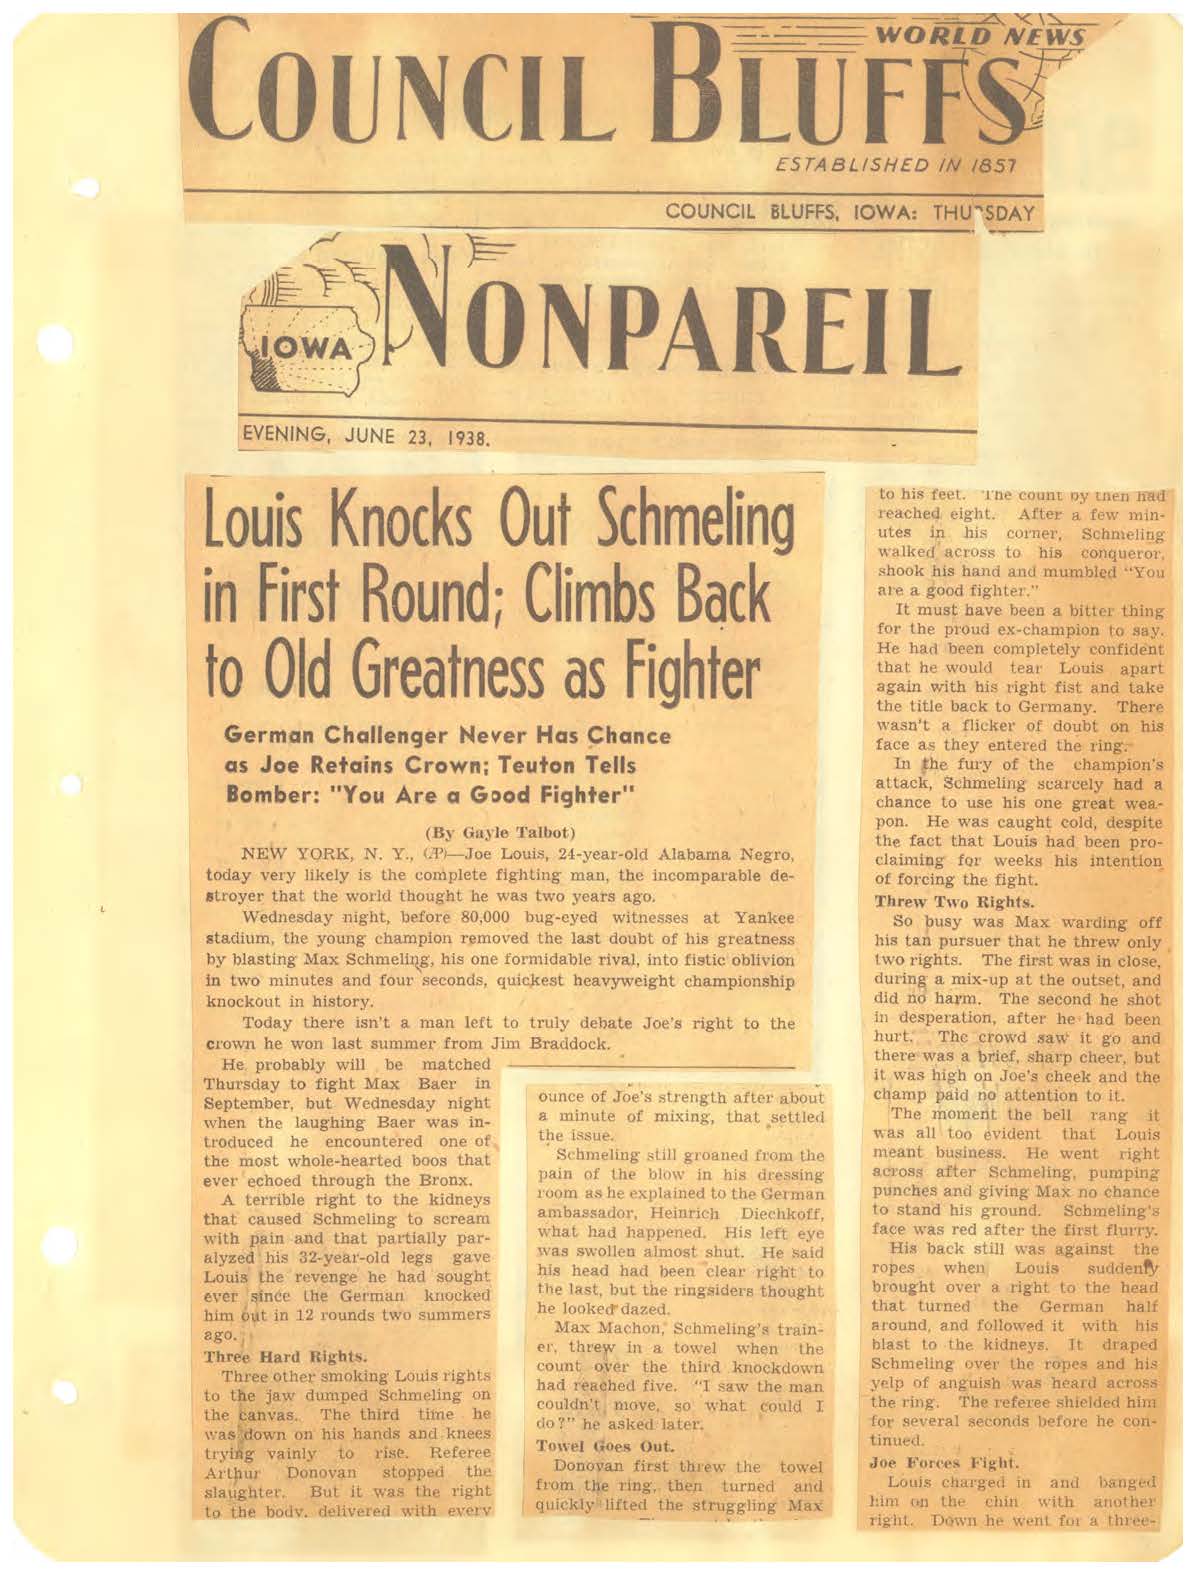 WORLD NEWS
COUNCIL BLUFFS
ESTABLISHED IN 1857
COUNCIL BLUFFS, IOWA: THURSDAY
IOWA
NONPAREIL
EVENING, JUNE 23, 1938.
Louis Knocks Out Schmeling
in First Round; Climbs Back
to Old Greatness as Fighter
German Challenger Never Has Chance
as Joe Retains Crown; Teuton Tells
Bomber: "You Are a Good Fighter"
(By Gayle Talbot)
NEW YORK, N. Y., (AP)—Joe Louis, 24-year-old Alabama Negro,
today very likely is the complete fighting man, the incomparable de-
stroyer that the world thought he was two years ago.
Wednesday night, before 80,000 bug-eyed witnesses at Yankee
stadium, the young champion removed the last doubt of his greatness
by blasting Max Schmeling, his one formidable rival, into fistic oblivion
in two minutes and four seconds, quickest heavyweight championship
knockout in history.
Today there isn't a man left to truly debate Joe's right to the
crown he won last summer from Jim Braddock.
He probably will be matched
Thursday to fight Max Baer in
September, but Wednesday night
when the laughing Baer was in-
troduced he encountered one of
the most whole-hearted boos that
ever echoed through the Bronx.
A terrible right to the kidneys
that caused Schmeling to scream
with pain and that partially par-
alyzed his 32-year-old legs gave
Louis the revenge he had sought
ever since the German knocked
him out in 12 rounds two summers
ago.
Three Hard Rights.
Three other smoking Louis rights
to the jaw dumped Schmeling on
the canvas. The third time he
was down on his hands and knees
trying vainly to rise. Referee
Arthur Donovan stopped the
slaughter. But it was the right
to the body, delivered with every
ounce of Joe's strength after about
a minute of mixing, that settled
the issue.
Schmeling still groaned from the
pain of the blow in his dressing
room as he explained to the German
ambassador, Heinrich Diechkoff,
what had happened. His left eye
was swollen almost shut. He said
his head had been clear right to
the last, but the ringsiders thought
he looked dazed.
Max Machon, Schmeling's train-
er, threw in a towel when the
count over the third knockdown
had reached five. "I saw the man
couldn't move, so what could I
do?" he asked later.
Towel Goes Out.
Donovan first threw the towel
from the ring, then turned and
quickly lifted the struggling Max
to his feet. The count by then had
reached eight. After a few min-
utes in his corner, Schmeling
walked across to his conqueror,
shook his hand and mumbled "You
are a good fighter."
It must have been a bitter thing
for the proud ex-champion to say.
He had been completely confident
that he would tear Louis apart
again with his right fist and take
the title back to Germany. There
wasn't a flicker of doubt on his
face as they entered the ring.
In the fury of the champion's
attack, Schmeling scarcely had a
chance to use his one great wea-
pon. He was caught cold, despite
the fact that Louis had been pro-
claiming for weeks his intention
of forcing the fight.
Threw Two Rights.
So busy was Max warding off
his tan pursuer that he threw only
two rights. The first was in close,
during a mix-up at the outset, and
did no harm. The second he shot
in desperation, after he had been
hurt. The crowd saw it go and
there was a brief, sharp cheer, but
it was high on Joe's cheek and the
champ paid no attention to it.
The moment the bell rang it
was all too evident that Louis
meant business. He went right
across after Schmeling, pumping
punches and giving Max no chance
to stand his ground. Schmeling's
face was red after the first flurry.
His back still was against the
ropes when Louis suddenly
brought over a right to the head
that turned the German half
around, and followed it with his
blast to the kidneys. It draped
Schmeling over the ropes and his
yelp of anguish was heard across
the ring. The referee shielded him
for several seconds before he con-
tinued.
Joe Forces Fight.
Louis charged in and banged
him on the chin with another
right. Down he went for a three-